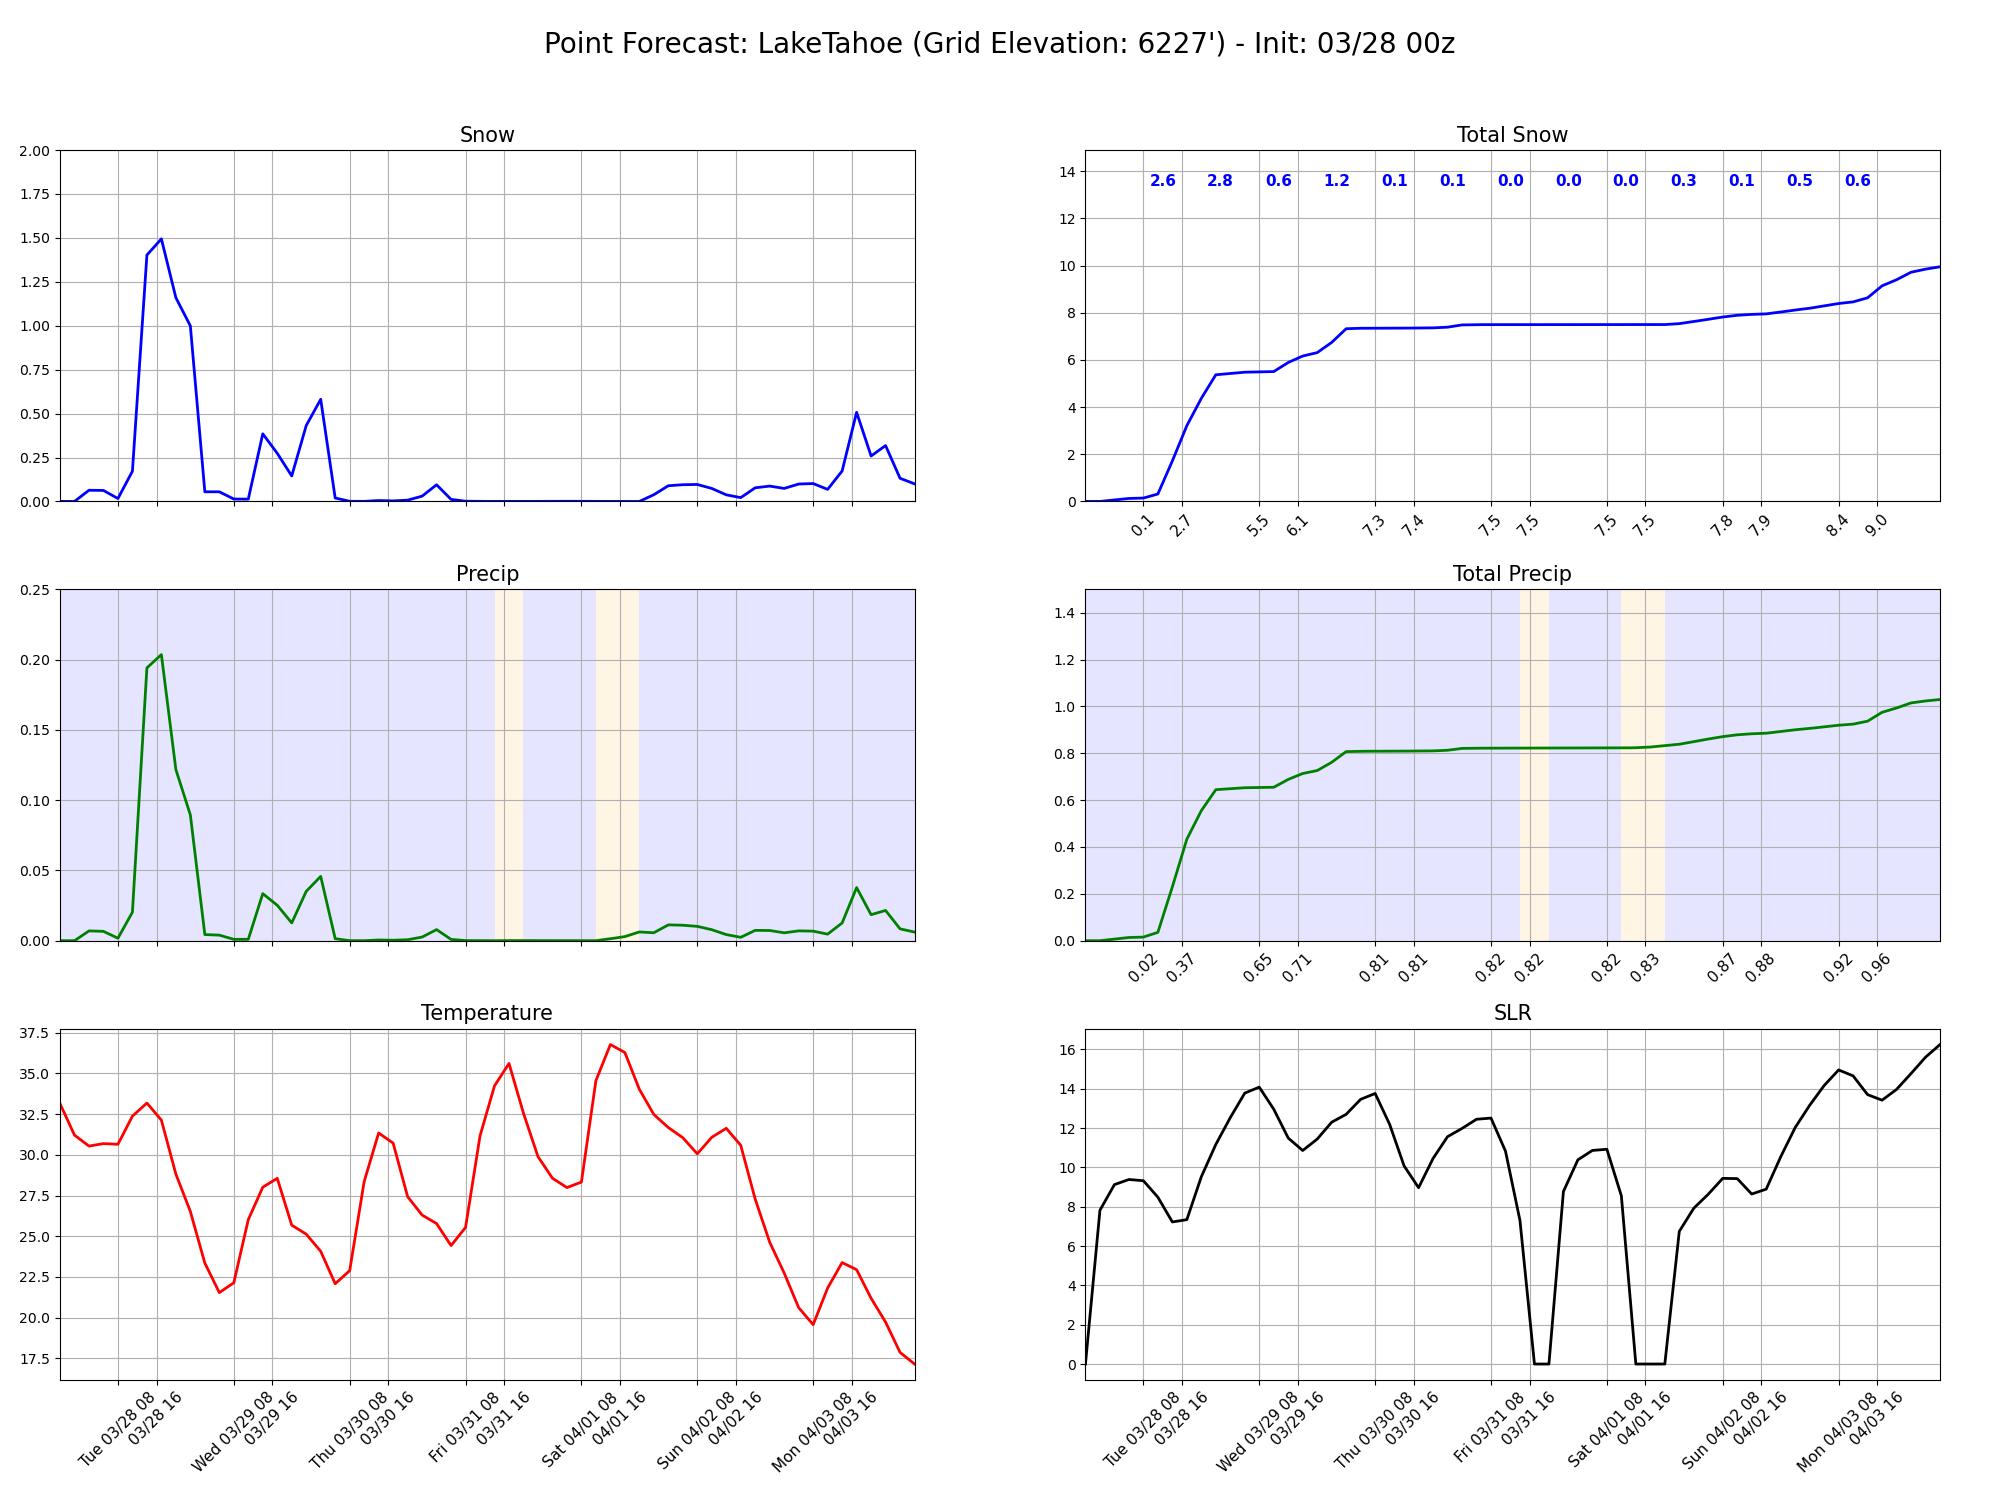 Point Forecast: LakeTahoe (Grid Elevation: 6227') - Init: 03/28 00z
Snow
2.00
1.75
1.50
1.25
1.00
0.75
0.50
0.25
0.00
Total Snow
14
12
10
8
6
4
2
0
2.6 2.8 0.6 1.2 0.1 0.1 0.0 0.0 0.0 0.3 0.1 0.5 0.6
0.1 2.7 5.5 6.1 7.3 7.4 7.5 7.5 7.5 7.5 7.8 7.9 8.4 9.0
Precip
0.25
0.20
0.15
0.10
0.05
0.00
Total Precip
1.4
1.2
1.0
0.8
0.6
0.4
0.2
0.0
0.02 0.37 0.65 0.71 0.81 0.81 0.82 0.82 0.82 0.83 0.87 0.88 0.92 0.96
Temperature
37.5
35.0
32.5
30.0
27.5
25.0
22.5
20.0
17.5
Tue 03/28 08
03/28 16
Wed 03/29 08
03/29 16
Thu 03/30 08
03/30 16
Fri 03/31 08
03/31 16
Sat 04/01 08
04/01 16
Sun 04/02 08
04/02 16
Mon 04/03 08
04/03 16
SLR
16
14
12
10
8
6
4
2
0
Tue 03/28 08
03/28 16
Wed 03/29 08
03/29 16
Thu 03/30 08
03/30 16
Fri 03/31 08
03/31 16
Sat 04/01 08
04/01 16
Sun 04/02 08
04/02 16
Mon 04/03 08
04/03 16